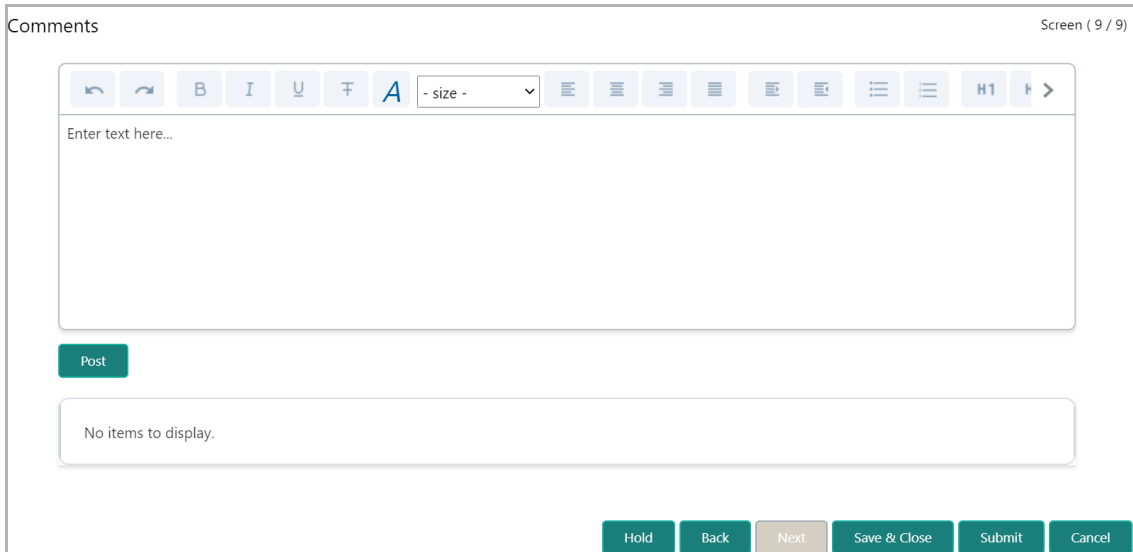 Comments
Screen ( 9 / 9)
B I U T A - size - H1
Enter text here...
Post
No items to display.
Hold Back Next Save & Close Submit Cancel